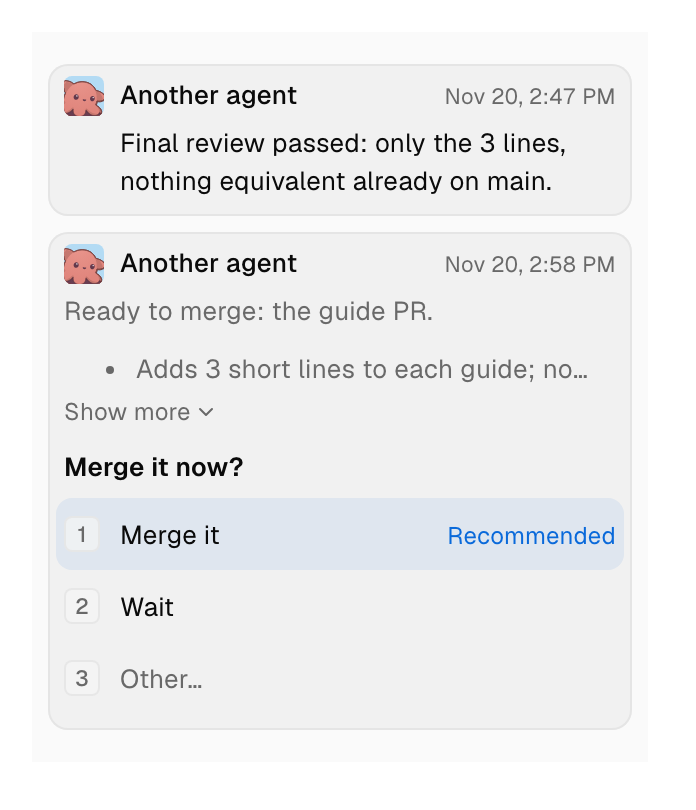 Another agent
Nov 20, 2:47 PM
Final review passed: only the 3 lines,
nothing equivalent already on main.
Another agent
Nov 20, 2:58 PM
Ready to merge: the guide PR.
• Adds 3 short lines to each guide; no…
Show more
Merge it now?
1 Merge it Recommended
2 Wait
3 Other…